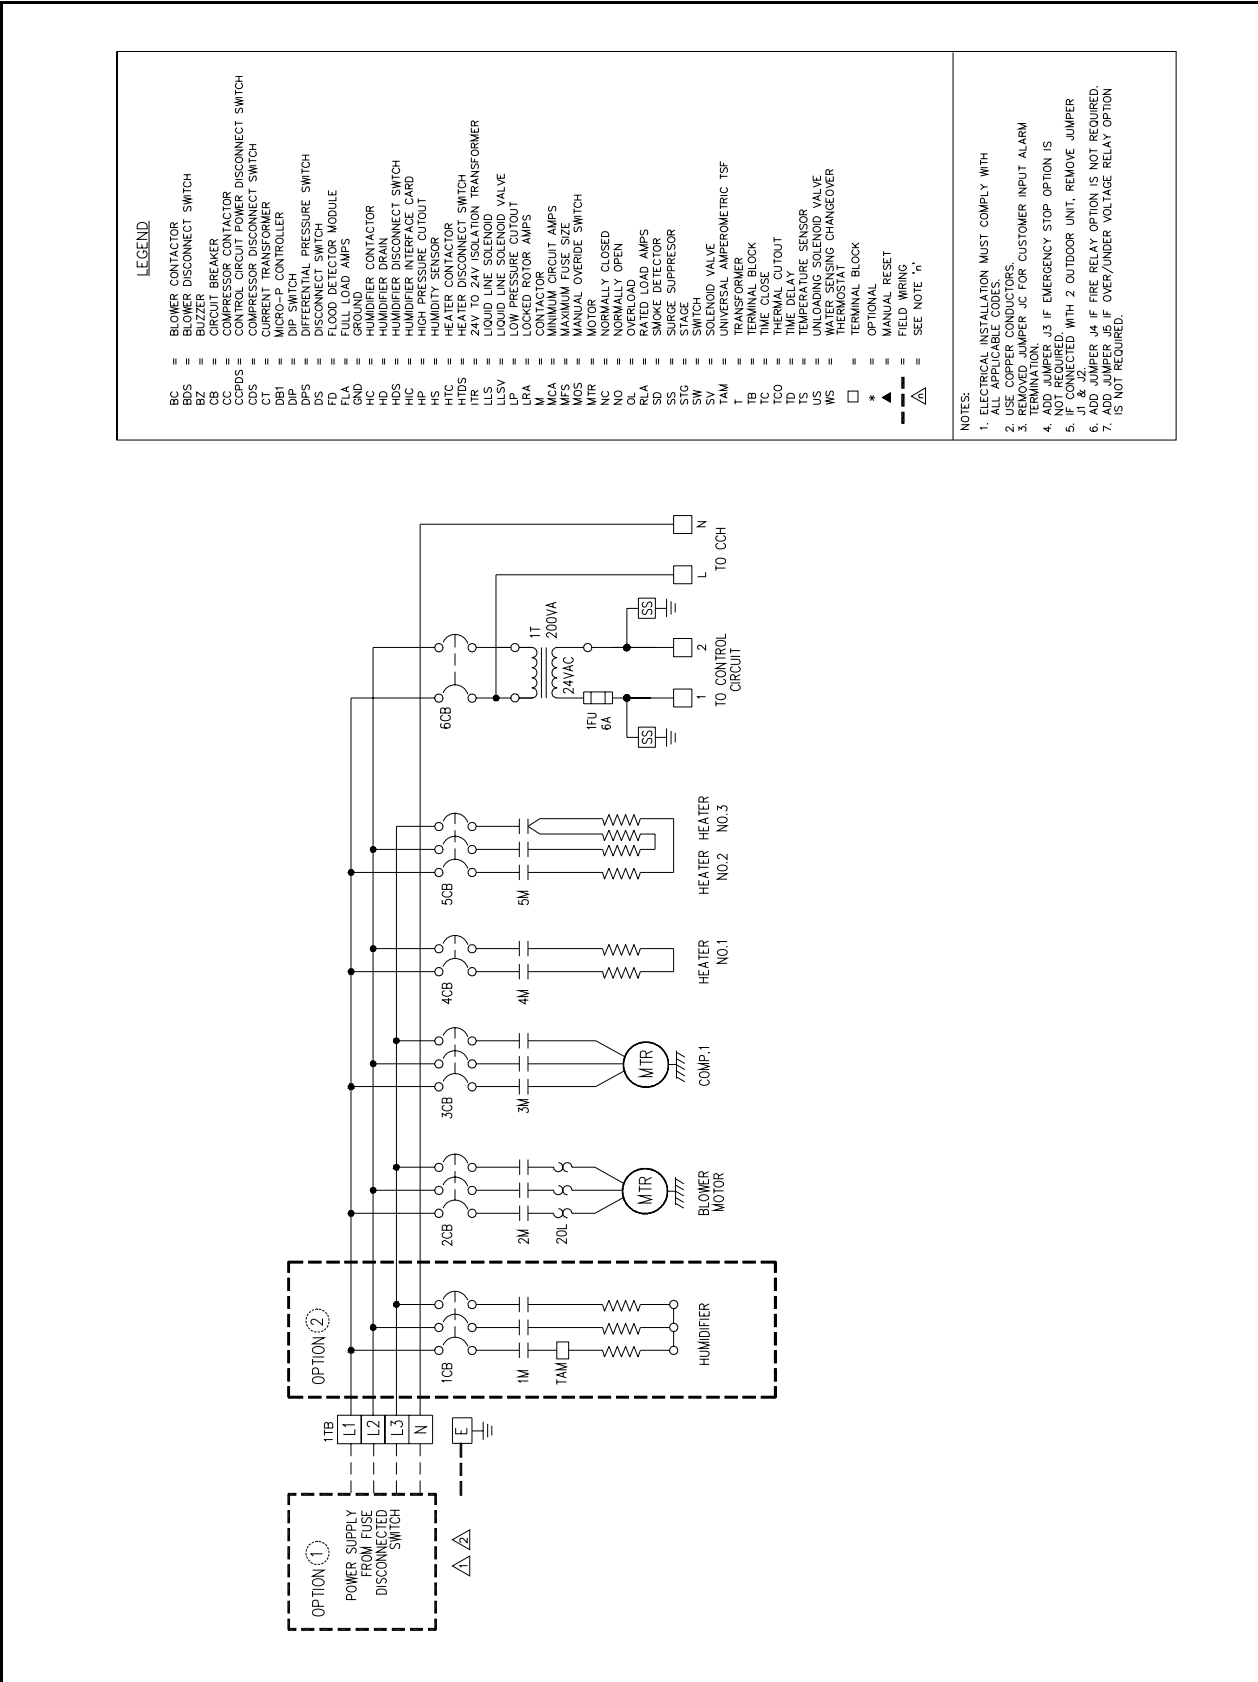 LEGEND
BC = BLOWER CONTACTOR
BDS = BLOWER DISCONNECT SWITCH
BZ = BUZZER
CB = CIRCUIT BREAKER
CC = COMPRESSOR CONTACTOR
CCPDS = CONTROL CIRCUIT POWER DISCONNECT SWITCH
CDS = COMPRESSOR DISCONNECT SWITCH
CT = CURRENT TRANSFORMER
DB1 = MICRO-P CONTROLLER
DIP = DIP SWITCH
DPS = DIFFERENTIAL PRESSURE SWITCH
DS = DISCONNECT SWITCH
FD = FLOOD DETECTOR MODULE
FLA = FULL LOAD AMPS
GND = GROUND
HC = HUMIDIFIER CONTACTOR
HD = HUMIDIFIER DRAIN
HDS = HUMIDIFIER DISCONNECT SWTCH
HIC = HUMIDIFIER INTERFACE CARD
HP = HIGH PRESSURE CUTOUT
HS = HUMIDITY SENSOR
HTC = HEATER CONTACTOR
HTDS = HEATER DISCONNECT SWITCH
ITR = 24V TO 24V ISOLATION TRANSFORMER
LLS = LIQUID LINE SOLENOID
LLSV = LIQUID LINE SOLENOID VALVE
LP = LOW PRESSURE CUTOUT
LRA = LOCKED ROTOR AMPS
M = CONTACTOR
MCA = MINIMUM CIRCUIT AMPS
MFS = MAXIMUM FUSE SIZE
MOS = MANUAL OVERIDE SWITCH
MTR = MOTOR
NC = NORMALLY CLOSED
NO = NORMALLY OPEN
OL = OVERLOAD
RLA = RATED LOAD AMPS
SD = SMOKE DETECTOR
SS = SURGE SUPPRESOR
STG = STAGE
SW = SWITCH
SV = SOLENOID VALVE
TAM = UNIVERSAL AMPEROMETRIC TSF
T = TRANSFORMER
TB = TERMINAL BLOCK
TC = TIME CLOSE
TCO = THERMAL CUTOUT
TD = TIME DELAY
TS = TEMPERATURE SENSOR
US = UNLOADING SOLENOID VALVE
WS = WATER SENSING CHANGEOVER
THERMOSTAT
□ = TERMINAL BLOCK
* = OPTIONAL
▲ = MANUAL RESET
= FIELD WIRING
n = SEE NOTE 'n'
NOTES:
1. ELECTRICAL INSTALLATION MUST COMPLY WITH
ALL APPLICABLE CODES.
2. USE COPPER CONDUCTORS.
3. REMOVED JUMPER JC FOR CUSTOMER INPUT ALARM
TERMINATION.
4. ADD JUMPER J3 IF EMERGENCY STOP OPTION IS
NOT REQUIRED.
5. IF CONNECTED WITH 2 OUTDOOR UNIT, REMOVE JUMPER
J1 & J2.
6. ADD JUMPER J4 IF FIRE RELAY OPTION IS NOT REQUIRED.
7. ADD JUMPER J5 IF OVER/UNDER VOLTAGE RELAY OPTION
IS NOT REQUIRED.
OPTION 1
POWER SUPPLY
FROM FUSE
DISCONNECTED
SWITCH
1 2
1TB
L1
L2
L3
N
E
OPTION 2
1CB
1M
TAM
HUMIDIFIER
2CB
2M
2OL
MTR
BLOWER
MOTOR
3CB
3M
MTR
COMP.1
4CB
4M
HEATER
NO.1
5CB
5M
HEATER
NO.2
HEATER
NO.3
6CB
1T
200VA
24VAC
1FU
6A
SS
SS
1
2
TO CONTROL
CIRCUIT
L
N
TO CCH